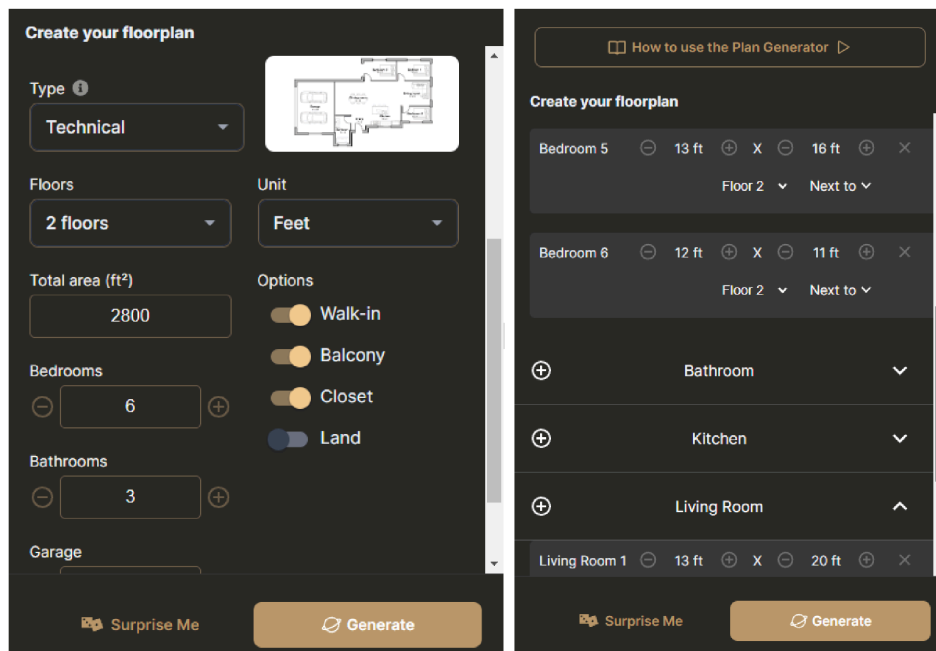 Create your floorplan
Type
Technical
Floors
Unit
2 floors
Feet
Total area (ft²)
Options
2800
Walk-in
Balcony
Bedrooms
6
Closet
Land
Bathrooms
3
Garage
Surprise Me
Generate
How to use the Plan Generator
Create your floorplan
Bedroom 5 13 ft X 16 ft
Floor 2 Next to
Bedroom 6 12 ft X 11 ft
Floor 2 Next to
Bathroom
Kitchen
Living Room
Living Room 1 13 ft X 20 ft
Surprise Me
Generate